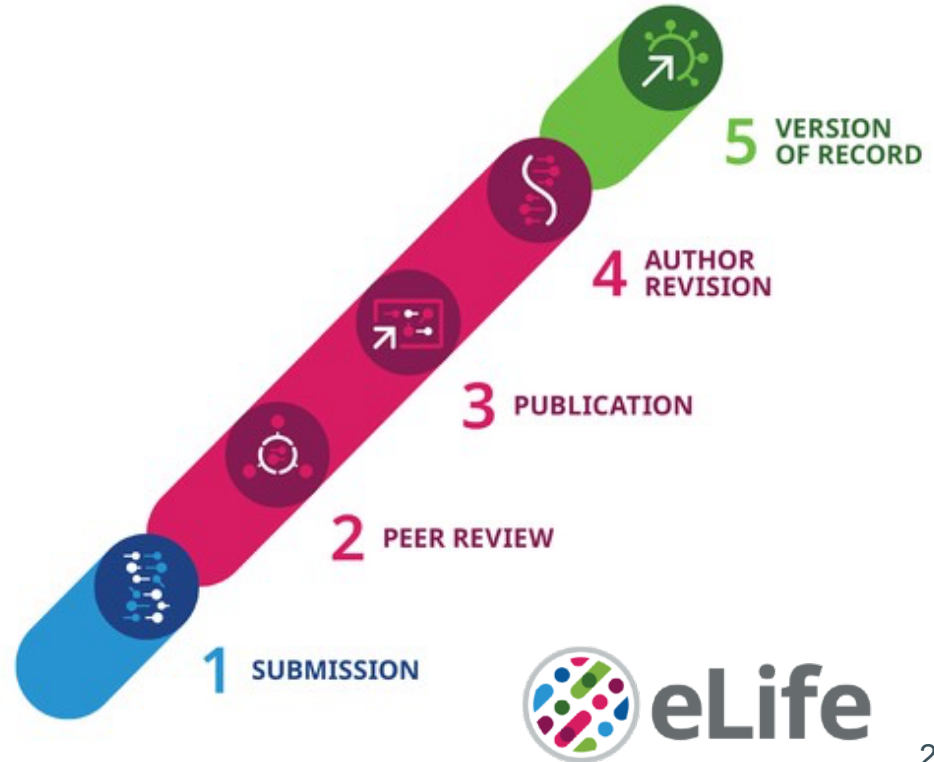 5 VERSION
OF RECORD
4 AUTHOR
REVISION
3 PUBLICATION
2 PEER REVIEW
1 SUBMISSION
eLife
2